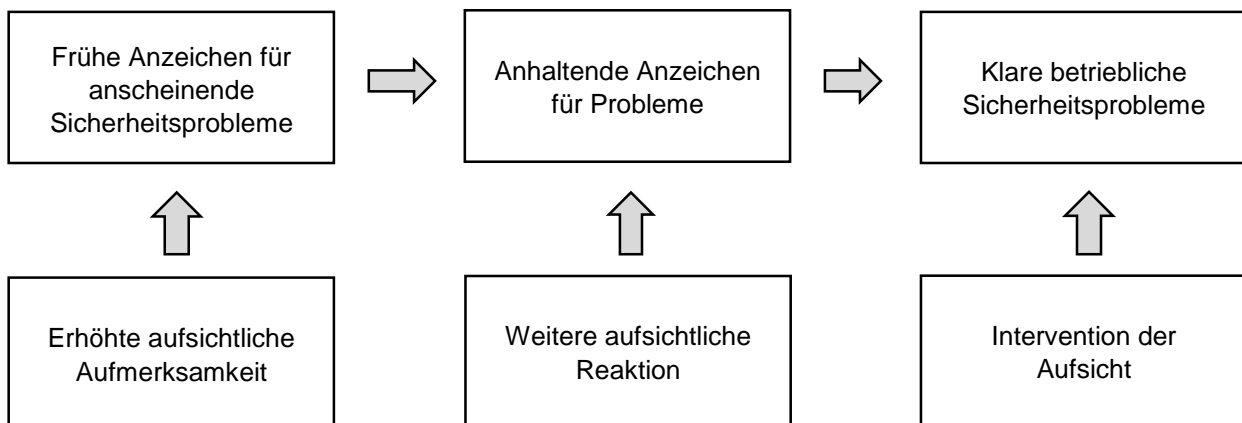 Frühe Anzeichen für
anscheinende
Sicherheitsprobleme
Anhaltende Anzeichen
für Probleme
Klare betriebliche
Sicherheitsprobleme
Erhöhte aufsichtliche
Aufmerksamkeit
Weitere aufsichtliche
Reaktion
Intervention der
Aufsicht